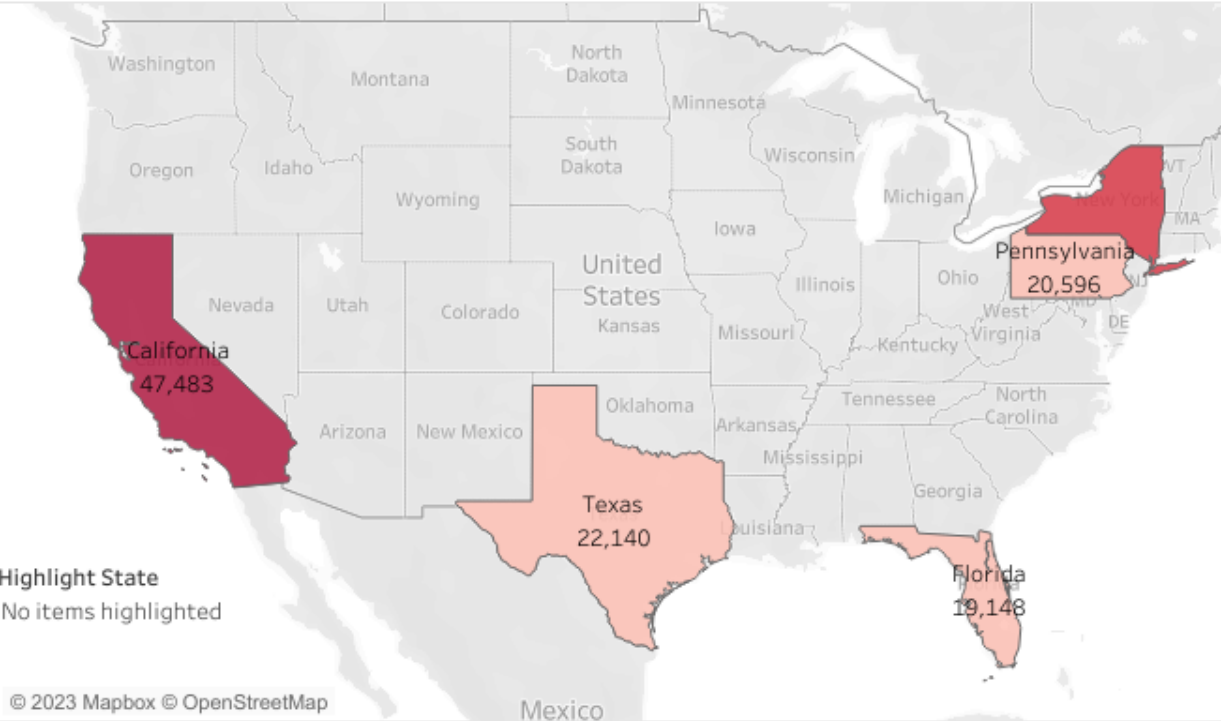 Washington
Montana
North
Dakota
Minnesota
Oregon
Idaho
South
Dakota
Wisconsin
Wyoming
Michigan
VT
New York
MA
Iowa
Pennsylvania
20,596
NJ
United
States
Nevada
Utah
Colorado
Kansas
Illinois
Ohio
MD
DE
West
Virginia
Missouri
Kentucky
California
47,483
Arizona
New Mexico
Oklahoma
Arkansas
Tennessee
North
Carolina
Mississippi
Georgia
Texas
22,140
Louisiana
Florida
19,148
Highlight State
No items highlighted
© 2023 Mapbox © OpenStreetMap
Mexico